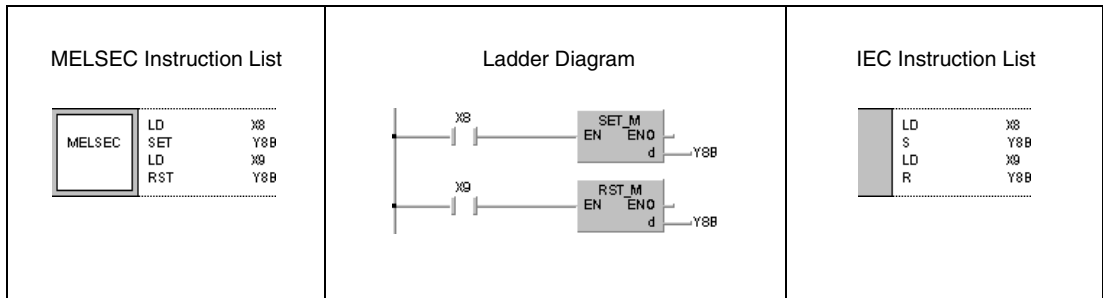 MELSEC Instruction List
MELSEC
LD X8
SET Y8B
LD X9
RST Y8B
Ladder Diagram
X8
SET_M
EN ENO
d Y8B
X9
RST_M
EN ENO
d Y8B
IEC Instruction List
LD X8
S Y8B
LD X9
R Y8B